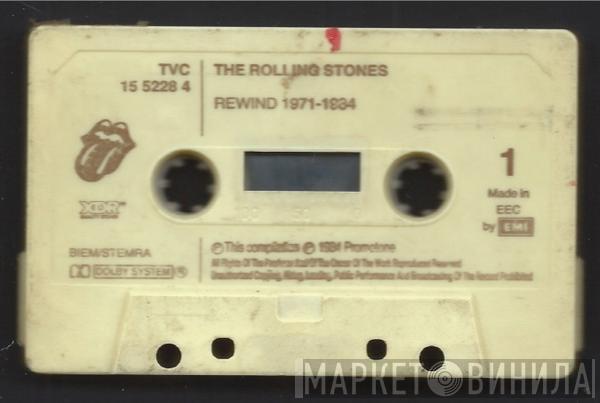 TVC
15 5228 4
THE ROLLING STONES
REWIND 1971-1984
1
Made in
EEC
by EMI
XDR
BIEM/STEMRA
DOLBY SYSTEM
℗ This compilation © 1984 Promotone
All Rights Of The Producer And Of The Owner Of The Work Reproduced Reserved
Unauthorised Copying, Hiring, Lending, Public Performance And Broadcasting Of This Record Prohibited
50
МАРКЕТ ВИНИЛА